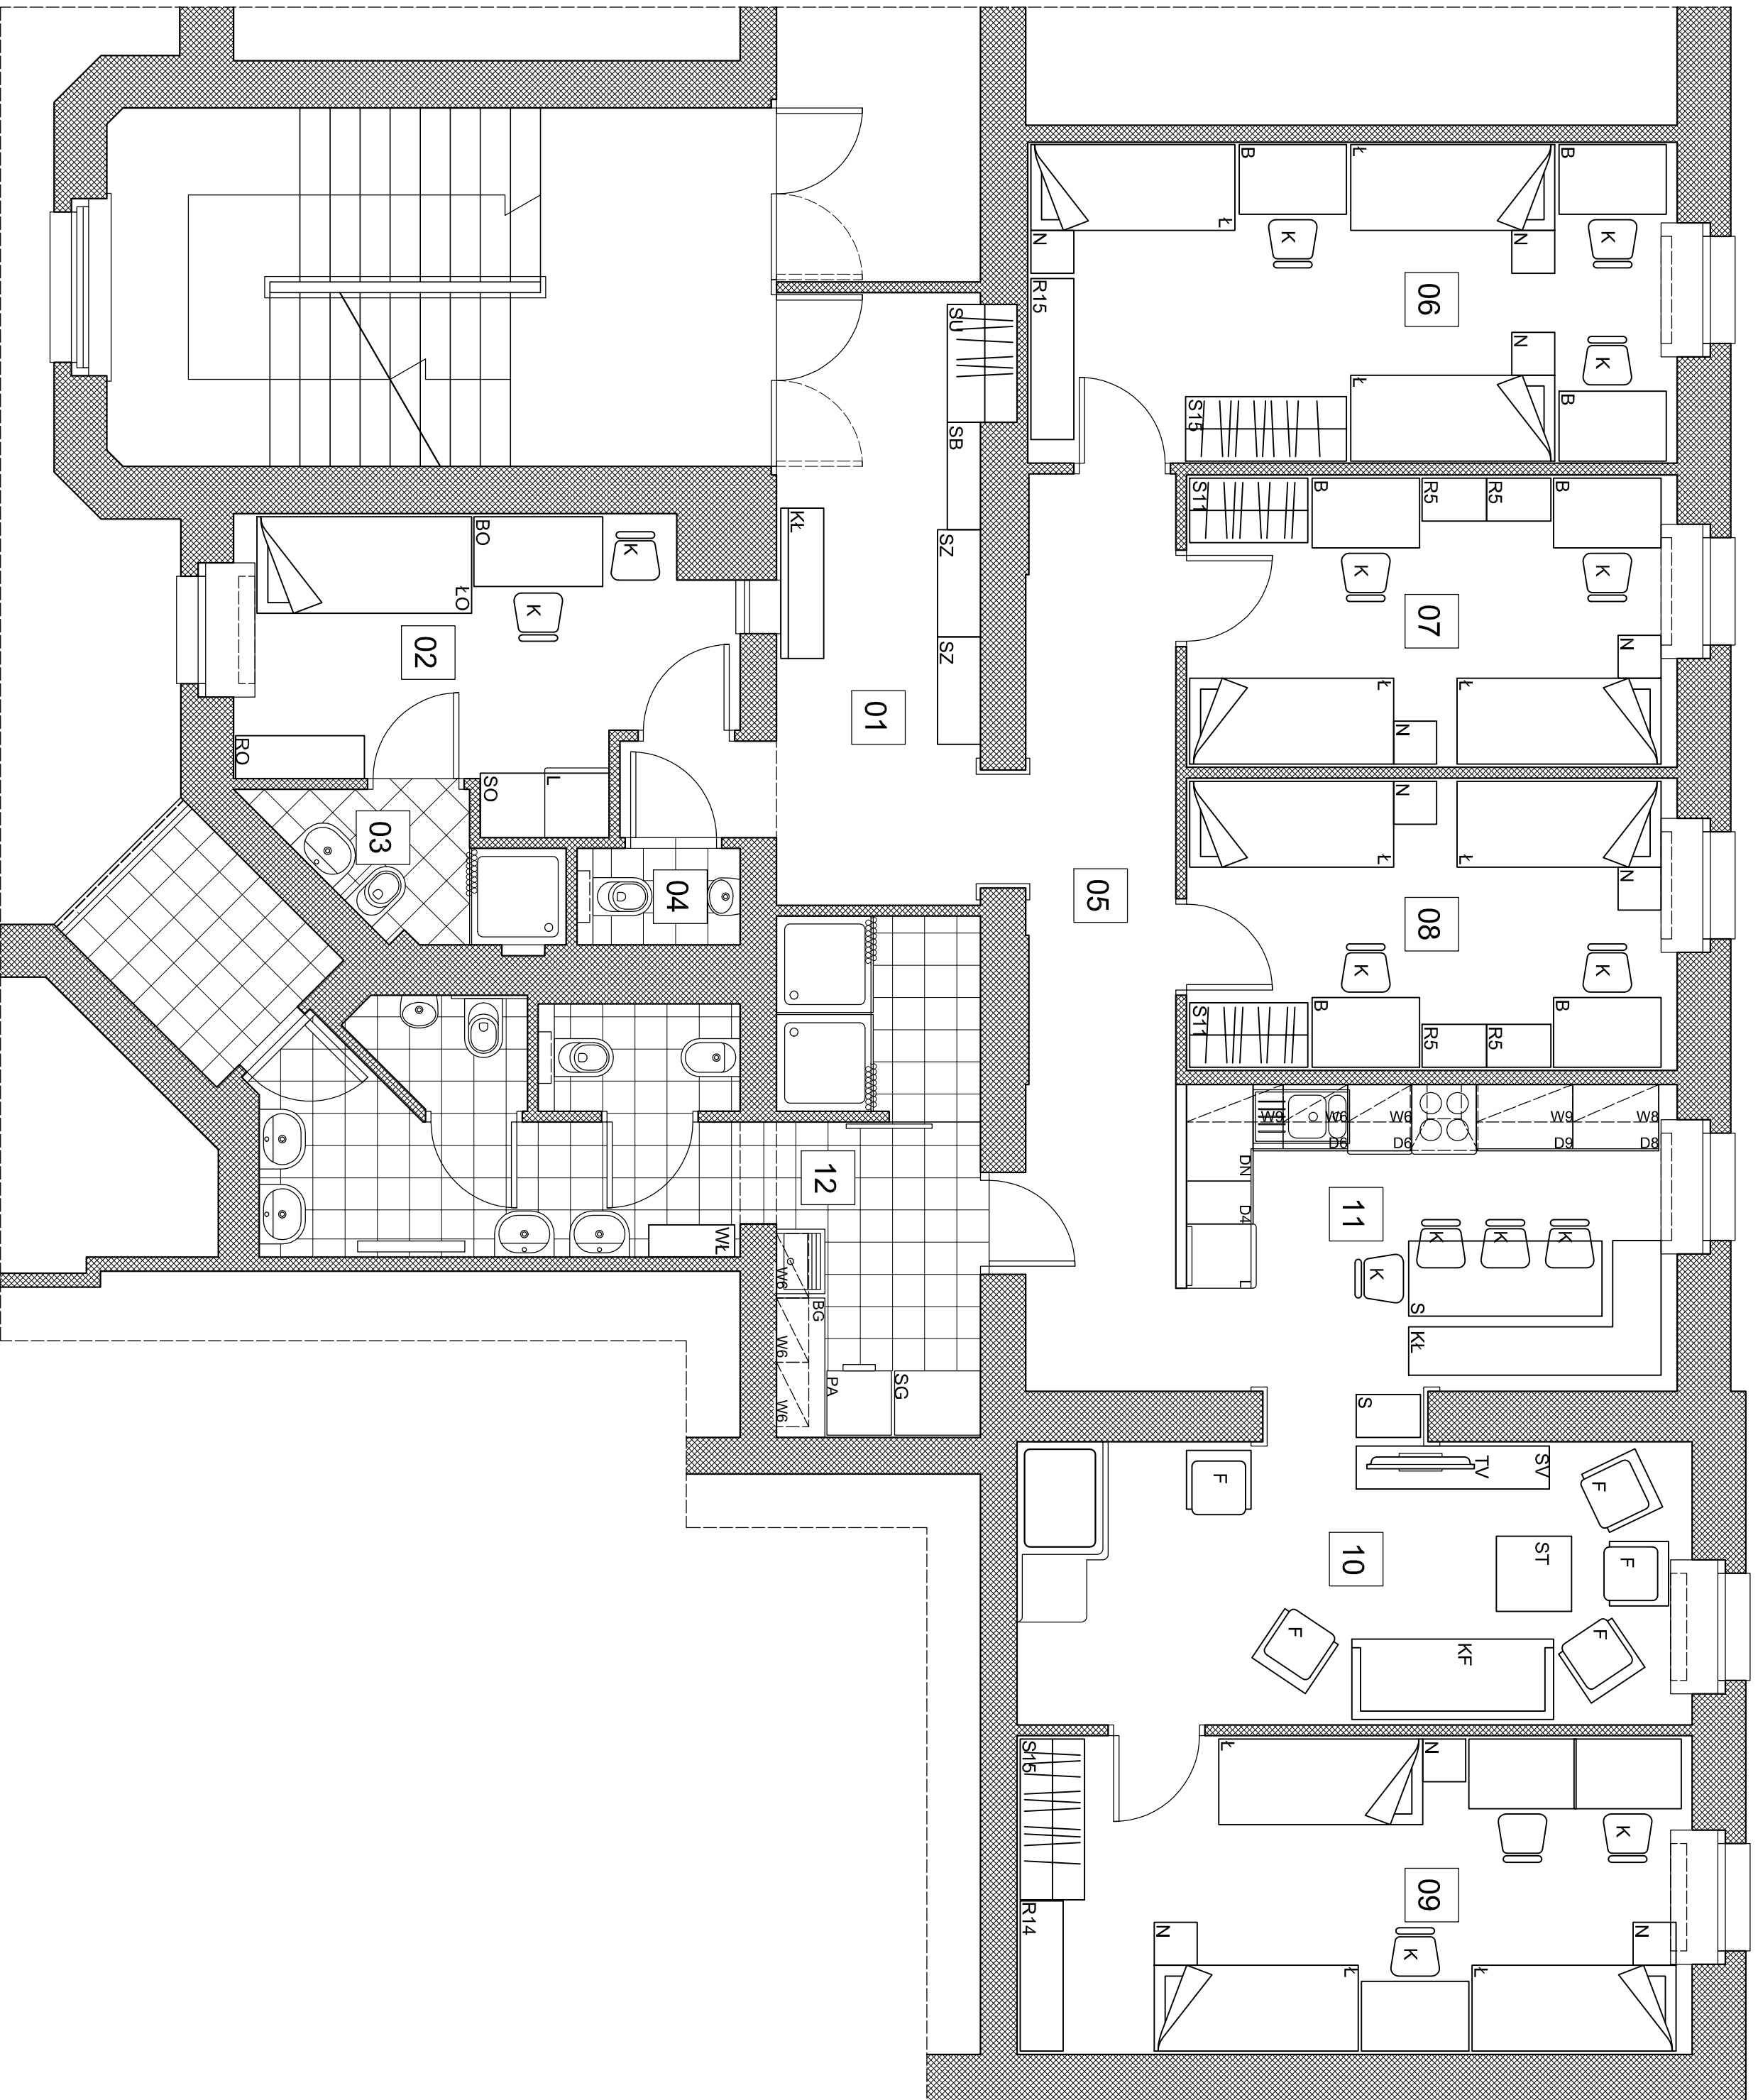 B
Ł
B
K
K
N
N
06
Ł
N
R15
N
K
Ł
B
S15
S11
B
R5
R5
B
K
K
07
N
Ł
N
Ł
N
Ł
Ł
N
08
K
K
S11
B
R5
R5
B
W9
W6
W6
W9
W8
D6
D6
D9
D8
DN
D4
L
11
K
K
K
K
S
KŁ
S
TV
SV
F
F
ST
F
F
F
KF
10
S15
Ł
N
K
09
K
N
N
R14
Ł
Ł
SU
SB
SZ
SZ
KŁ
01
05
BO
K
K
ŁO
02
RO
SO
L
03
04
12
WŁ
W6
W6
W6
BG
PA
SG